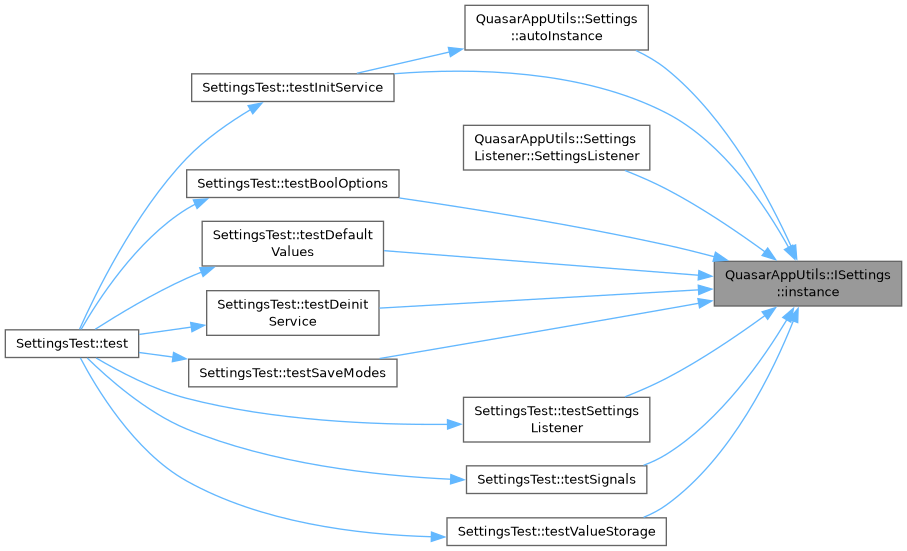 QuasarAppUtils::Settings
::autoInstance
SettingsTest::testInitService
QuasarAppUtils::Settings
Listener::SettingsListener
SettingsTest::testBoolOptions
SettingsTest::testDefault
Values
QuasarAppUtils::ISettings
::instance
SettingsTest::testDeinit
Service
SettingsTest::test
SettingsTest::testSaveModes
SettingsTest::testSettings
Listener
SettingsTest::testSignals
SettingsTest::testValueStorage